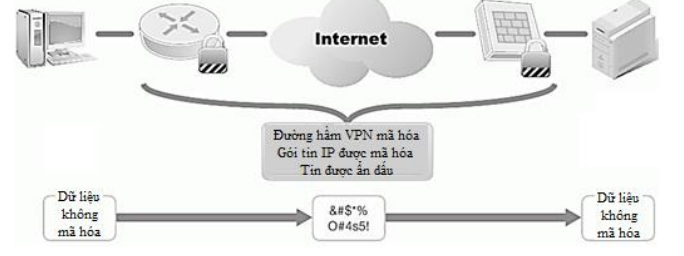 Internet
Đường hầm VPN mã hóa
Gói tin IP được mã hóa
Tin được ẩn dấu
Dữ liệu
không
mã hóa
&#$*%
O#4s5!
Dữ liệu
không
mã hóa